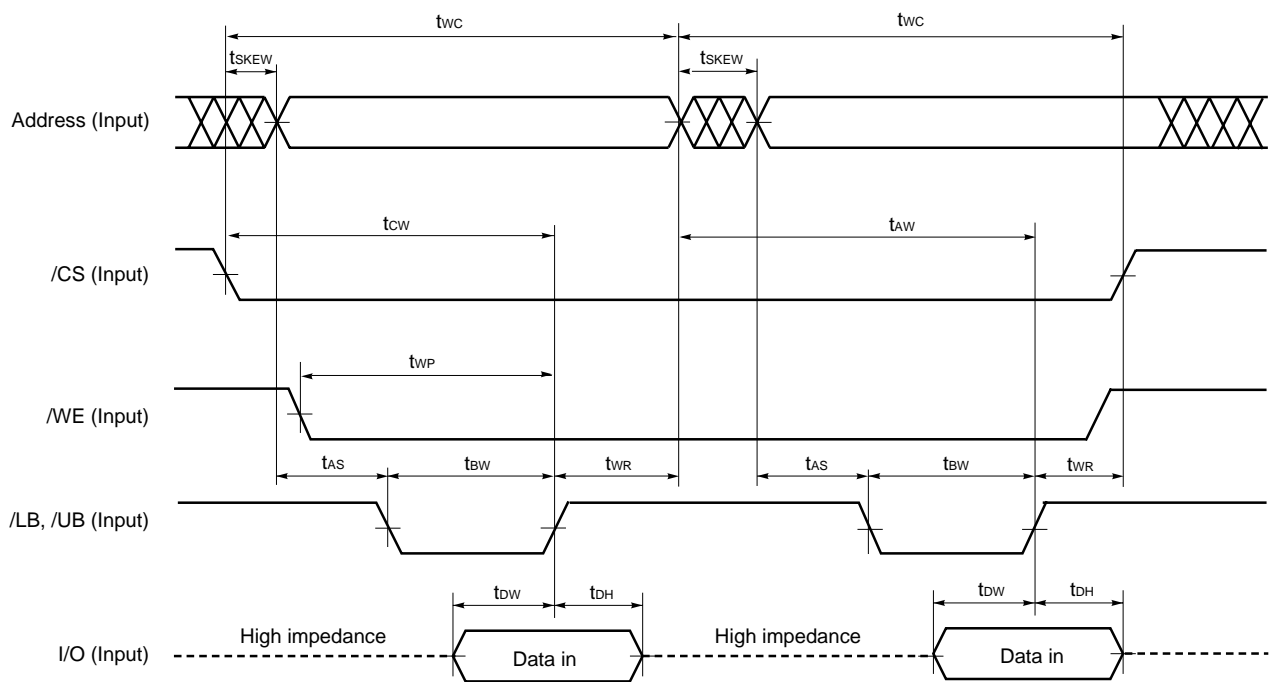 tWC tWC
tSKEW tSKEW
Address (Input)
tCW tAW
/CS (Input)
tWP
/WE (Input)
tAS tBW tWR tAS tBW tWR
/LB, /UB (Input)
tDW tDH tDW tDH
High impedance High impedance
I/O (Input) Data in Data in